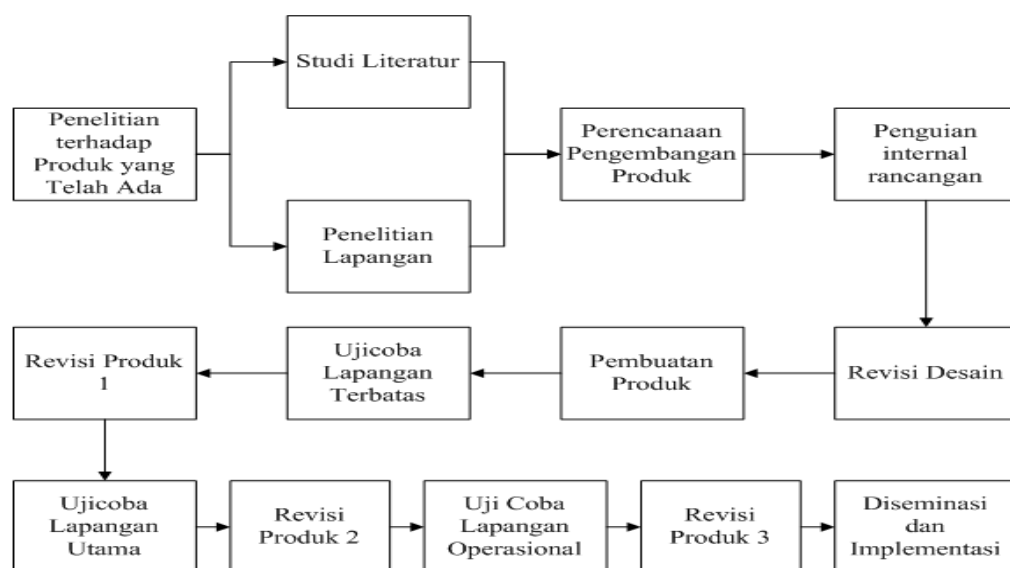 Penelitian
terhadap
Produk yang
Telah Ada
Studi Literatur
Penelitian
Lapangan
Perencanaan
Pengembangan
Produk
Penguian
internal
rancangan
Revisi Desain
Pembuatan
Produk
Ujicoba
Lapangan
Terbatas
Revisi Produk
1
Ujicoba
Lapangan
Utama
Revisi
Produk 2
Uji Coba
Lapangan
Operasional
Revisi
Produk 3
Diseminasi
dan
Implementasi